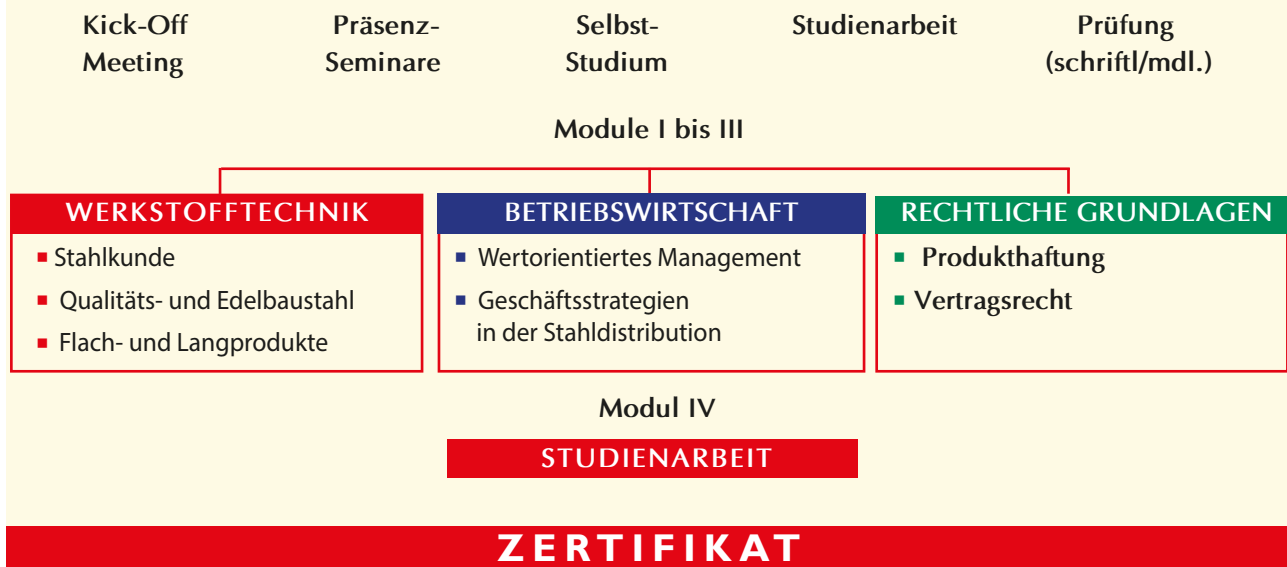 Kick-Off Meeting
Präsenz-Seminare
Selbst-Studium
Studienarbeit
Prüfung (schriftl/mdl.)
Module I bis III
WERKSTOFFTECHNIK
Stahlkunde
Qualitäts- und Edelbaustahl
Flach- und Langprodukte
BETRIEBSWIRTSCHAFT
Wertorientiertes Management
Geschäftsstrategien
in der Stahldistribution
RECHTLICHE GRUNDLAGEN
Produkthaftung
Vertragsrecht
Modul IV
STUDIENARBEIT
ZERTIFIKAT